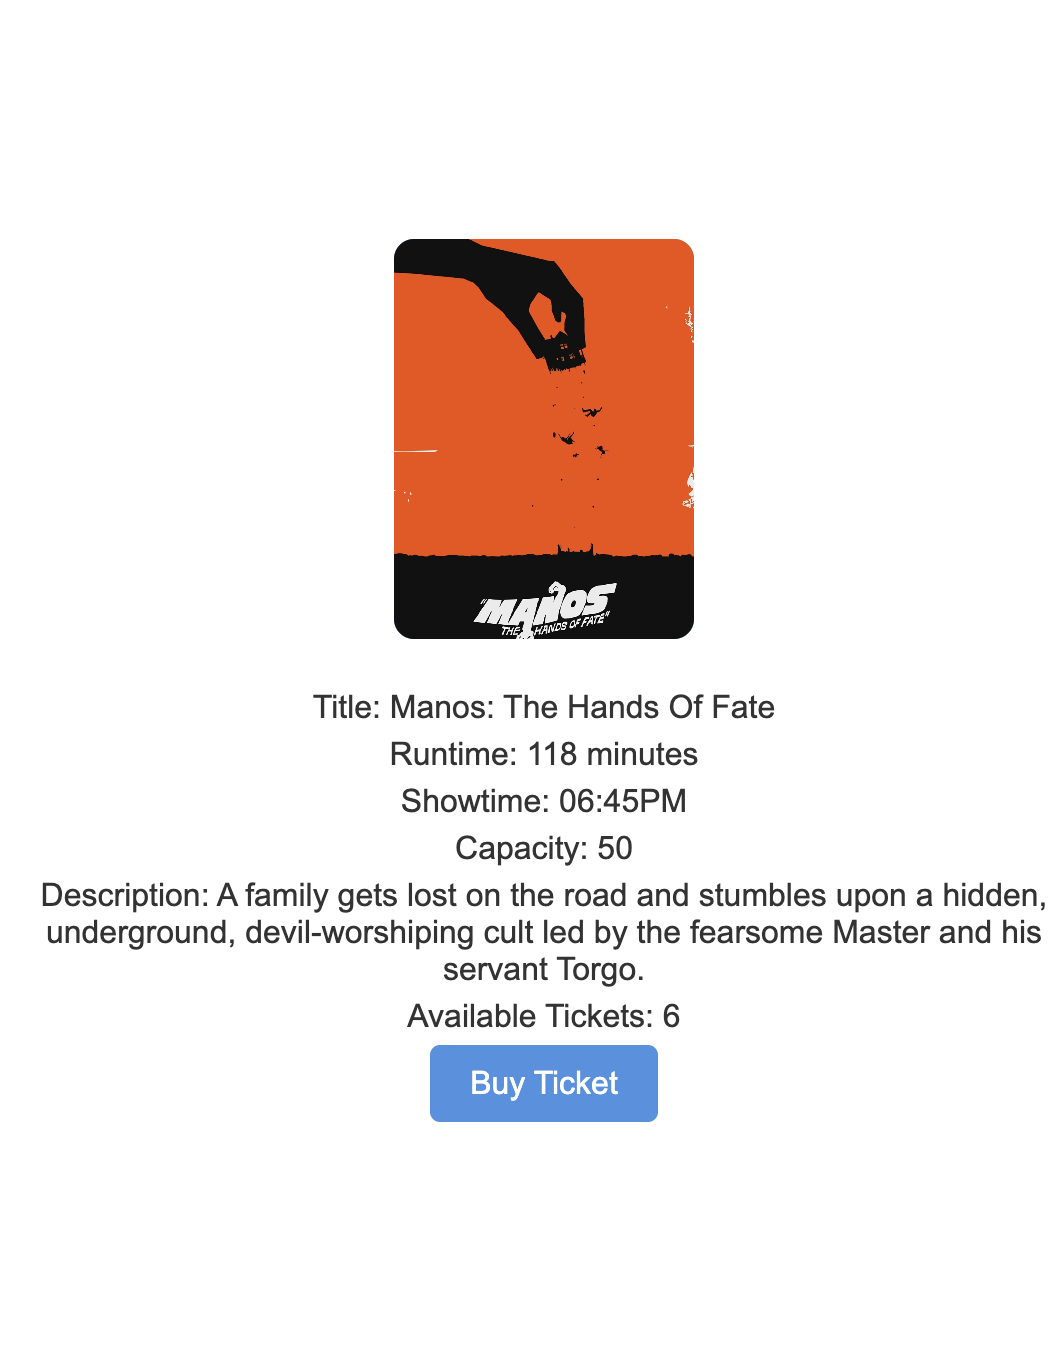 "MANOS
THE HANDS OF FATE"
Title: Manos: The Hands Of Fate
Runtime: 118 minutes
Showtime: 06:45PM
Capacity: 50
Description: A family gets lost on the road and stumbles upon a hidden,
underground, devil-worshiping cult led by the fearsome Master and his
servant Torgo.
Available Tickets: 6
Buy Ticket